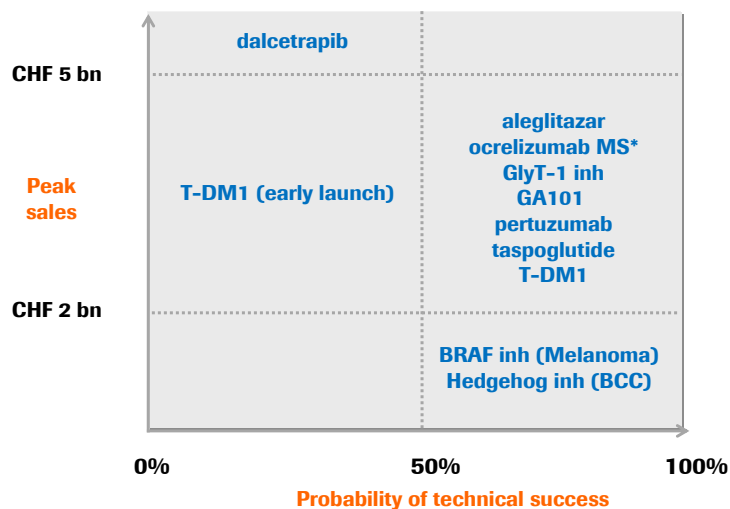 dalcetrapib
CHF 5 bn
aleglitazar
ocrelizumab MS*
GlyT-1 inh
GA101
pertuzumab
taspoglutide
T-DM1
Peak
sales
T-DM1 (early launch)
CHF 2 bn
BRAF inh (Melanoma)
Hedgehog inh (BCC)
0%
50%
100%
Probability of technical success